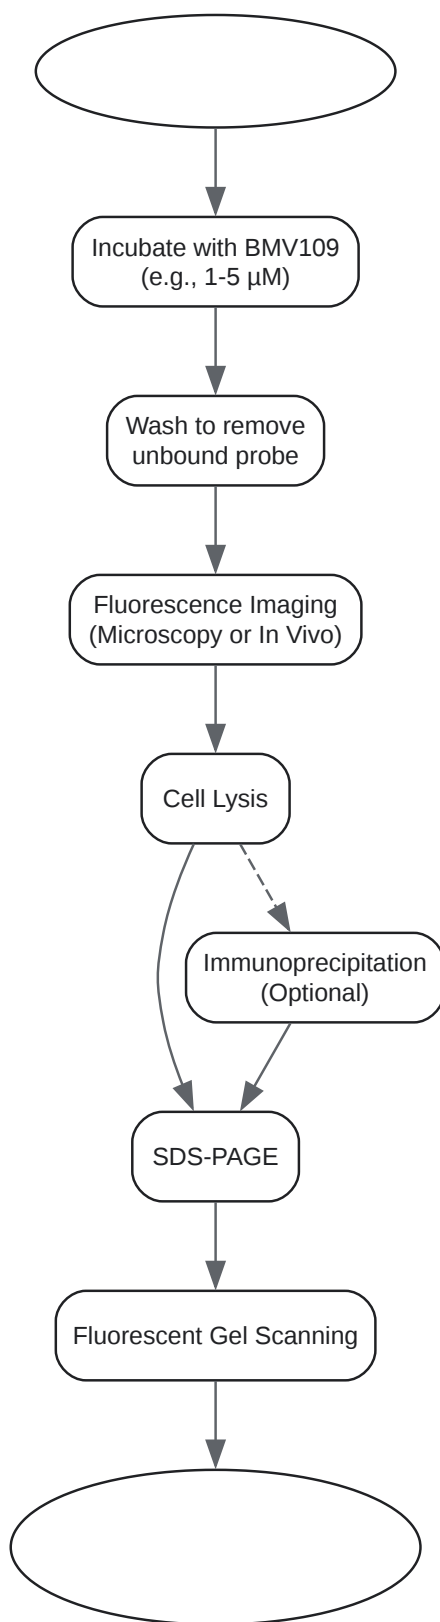 Incubate with BMV109
(e.g., 1-5 µM)
Wash to remove
unbound probe
Fluorescence Imaging
(Microscopy or In Vivo)
Cell Lysis
Immunoprecipitation
(Optional)
SDS-PAGE
Fluorescent Gel Scanning